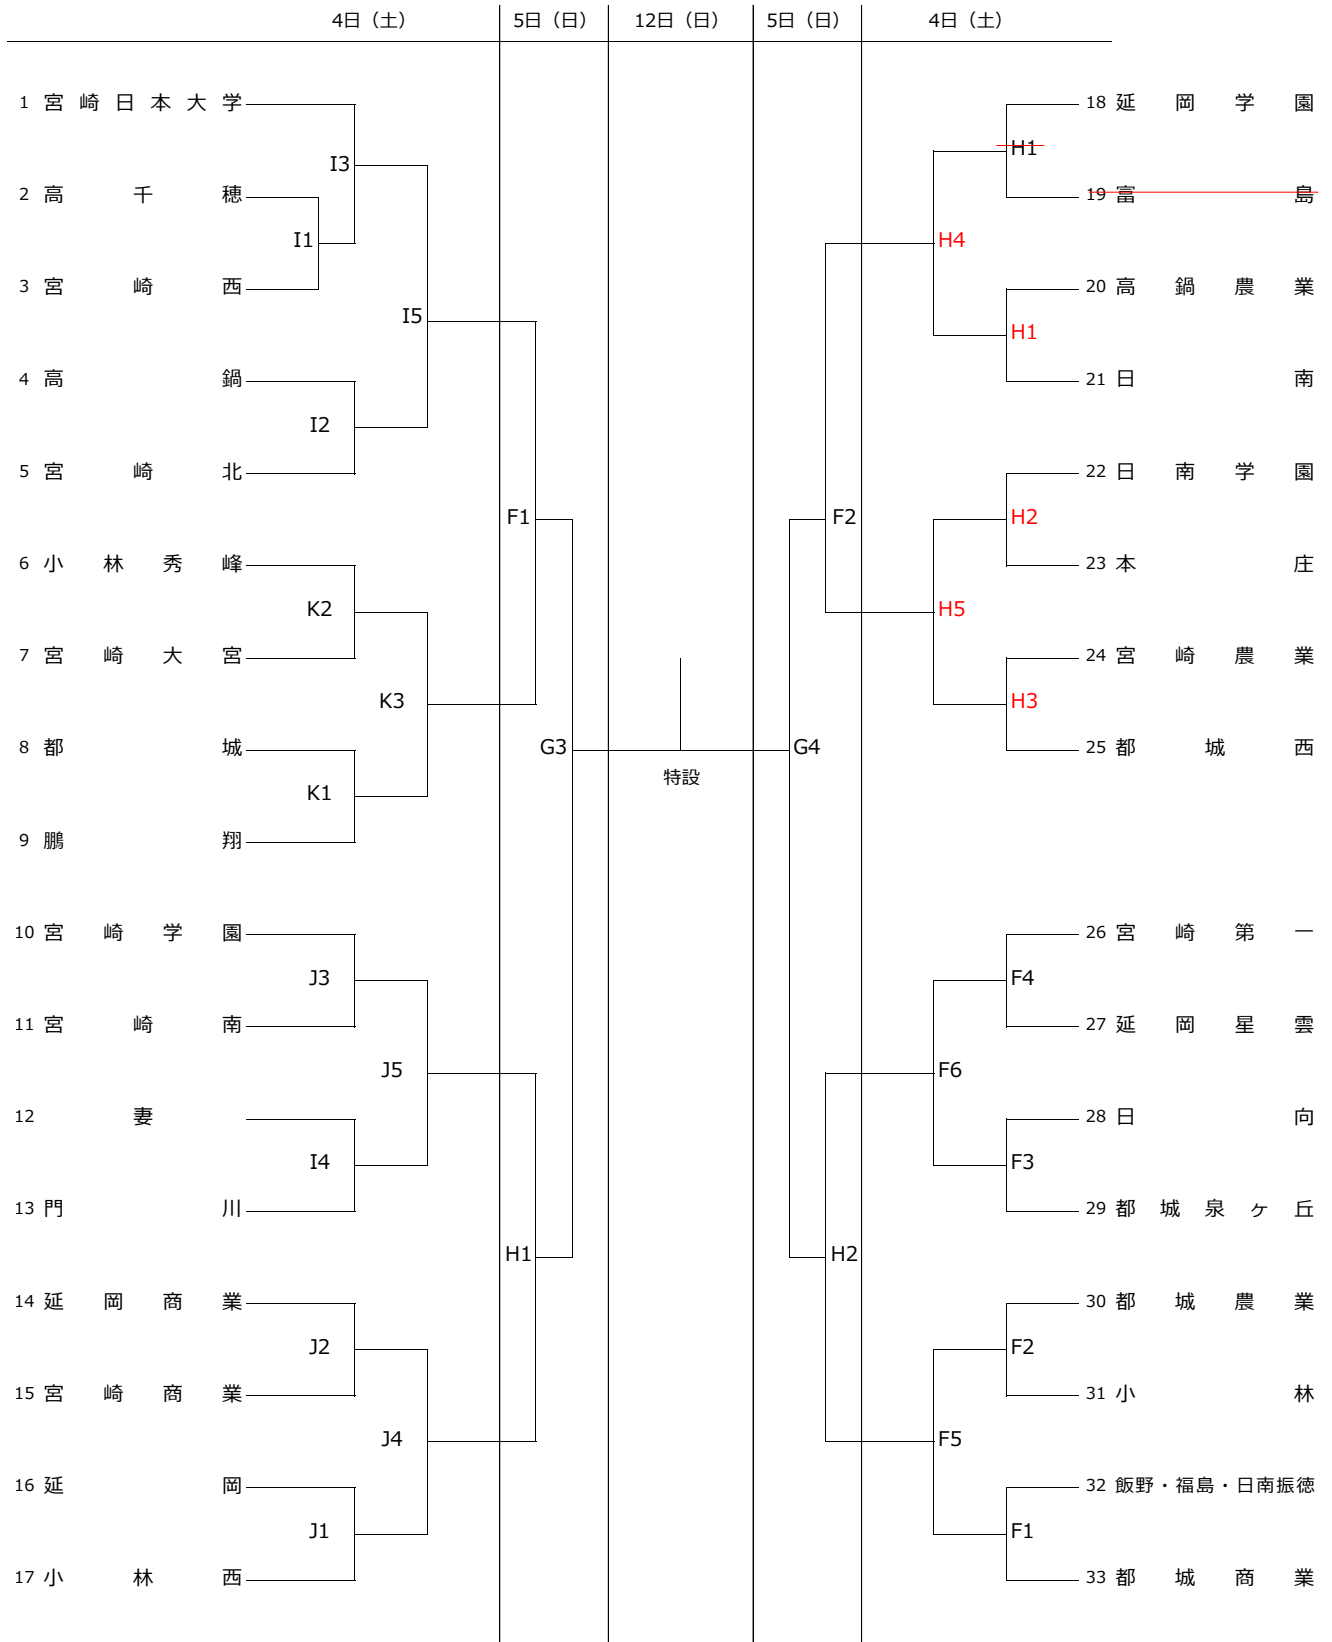 4日（土） 5日（日） 12日（日） 5日（日） 4日（土）
1 宮崎日本大学 18 延岡学園
H1
I3
2 高千穂 19 富島
I1 H4
3 宮崎西 20 高鍋農業
I5 H1
4 高鍋 21 日南
I2
5 宮崎北 22 日南学園
F1 F2 H2
6 小林秀峰 23 本庄
K2 H5
7 宮崎大宮 24 宮崎農業
K3 H3
8 都城 G3 G4 25 都城西
特設
K1
9 鵬翔
10 宮崎学園 26 宮崎第一
J3 F4
11 宮崎南 27 延岡星雲
J5 F6
12 妻 28 日向
I4 F3
13 門川 29 都城泉ヶ丘
H1 H2
14 延岡商業 30 都城農業
J2 F2
15 宮崎商業 31 小林
J4 F5
16 延岡 32 飯野・福島・日南振徳
J1 F1
17 小林西 33 都城商業